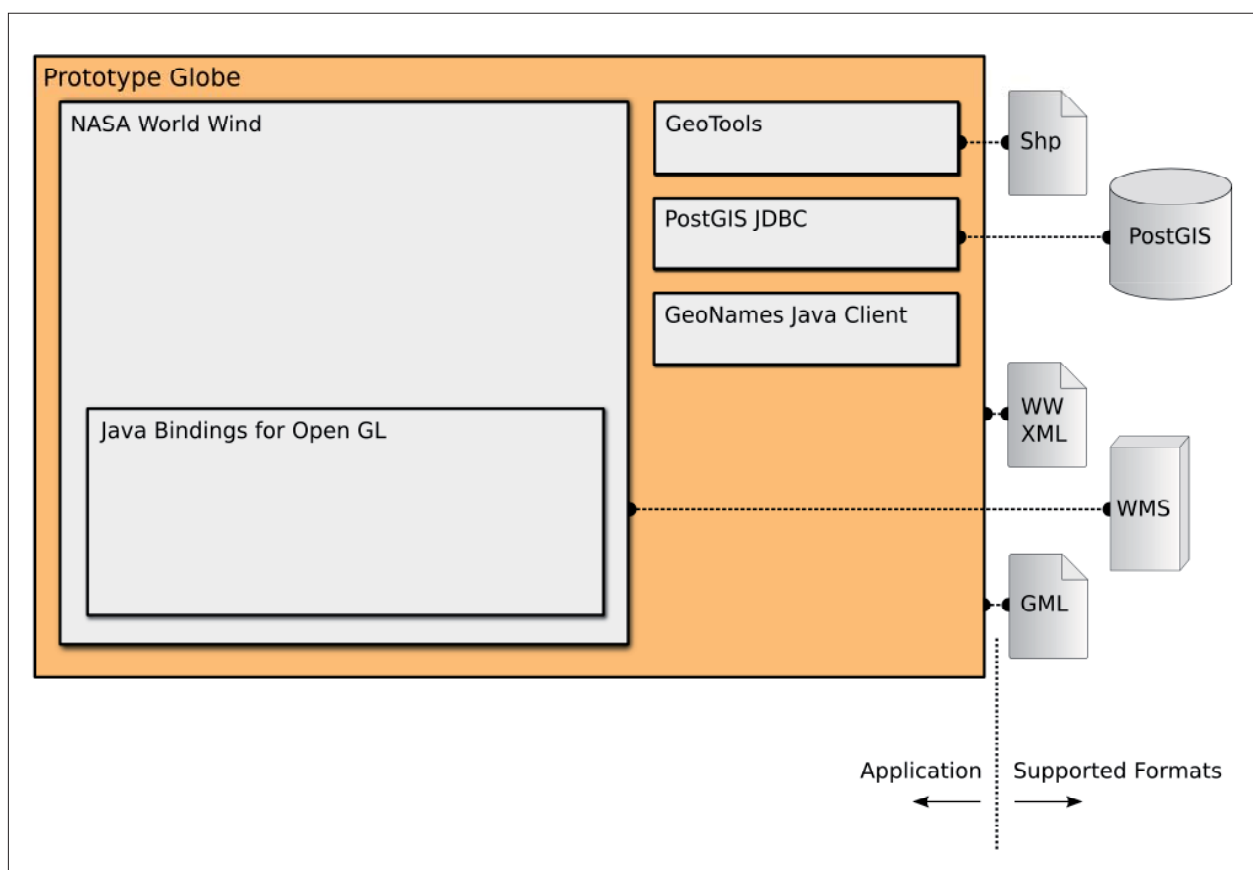 Prototype Globe
NASA World Wind
GeoTools
Shp
PostGIS JDBC
PostGIS
GeoNames Java Client
WW
XML
Java Bindings for Open GL
WMS
GML
Application
Supported Formats